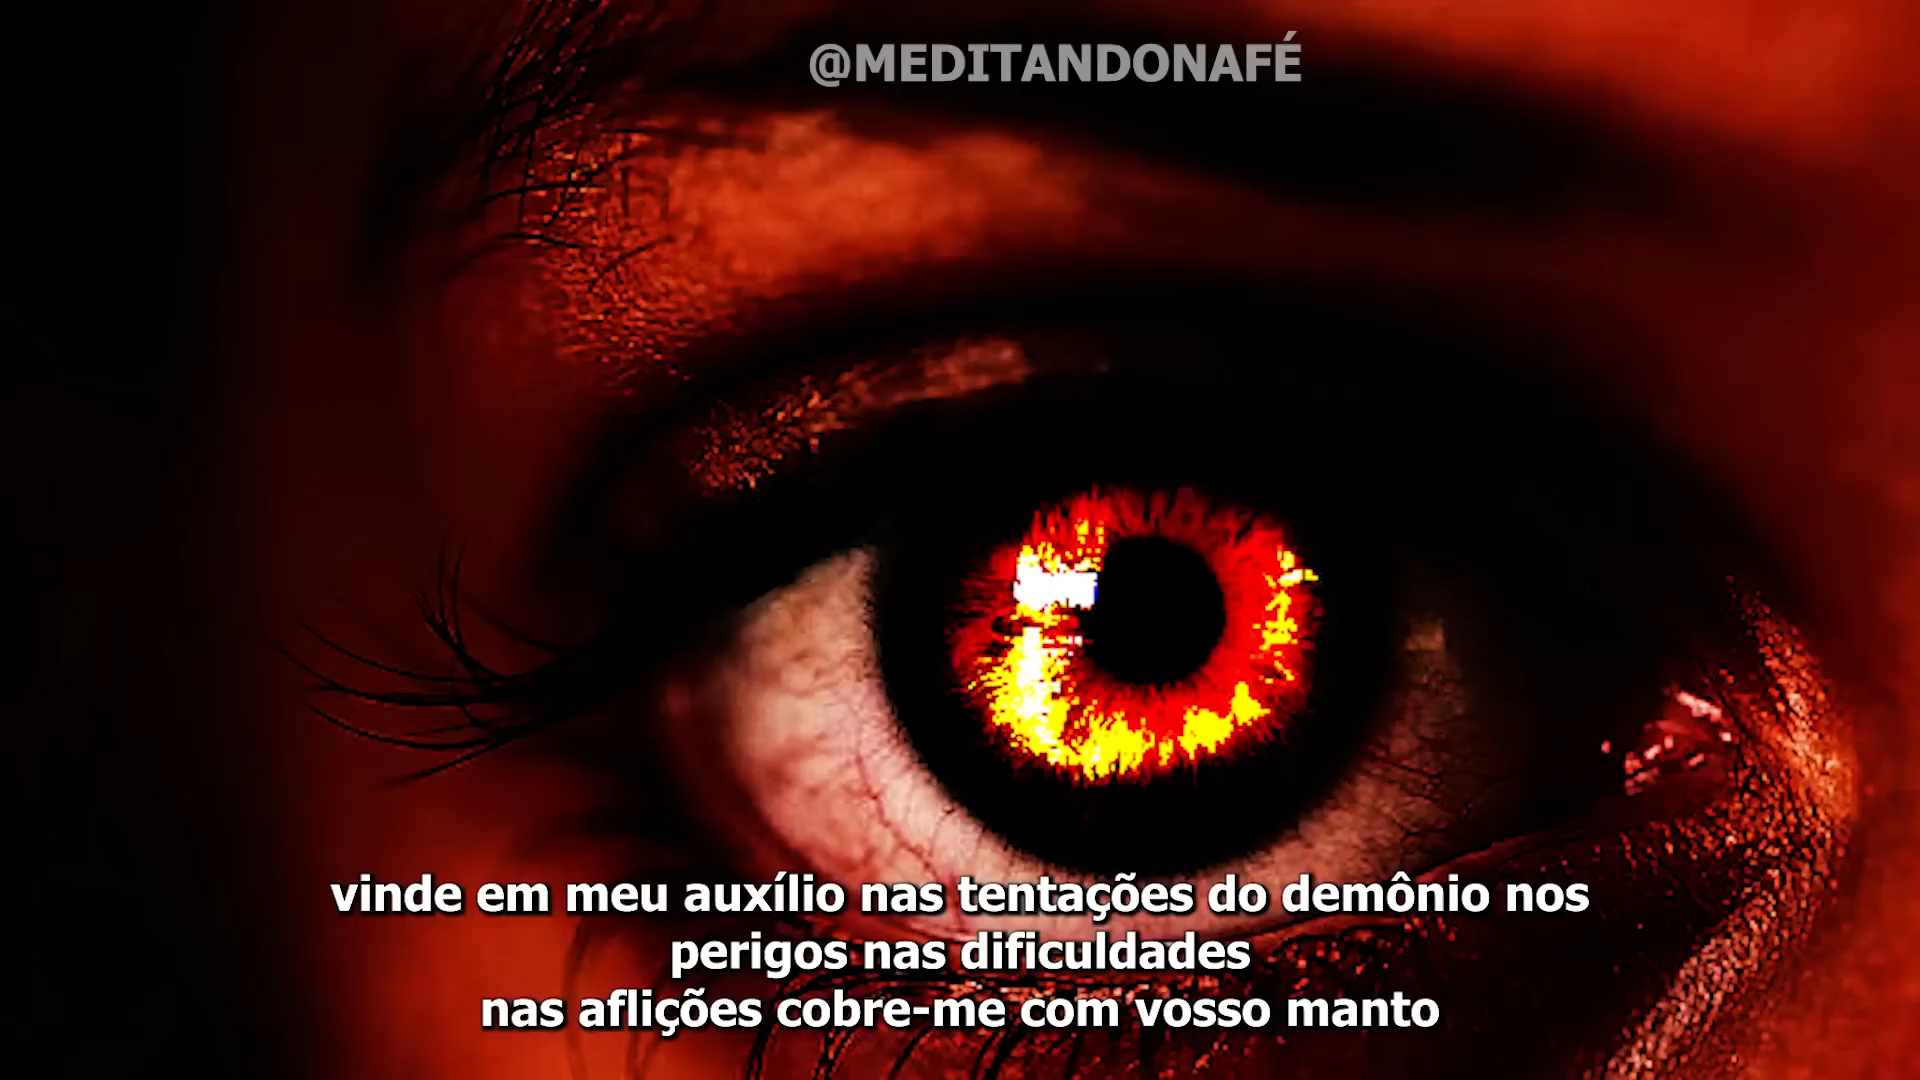 @MEDITANDONAFÉ
vinde em meu auxílio nas tentações do demônio nos
perigos nas dificuldades
nas aflições cobre-me com vosso manto